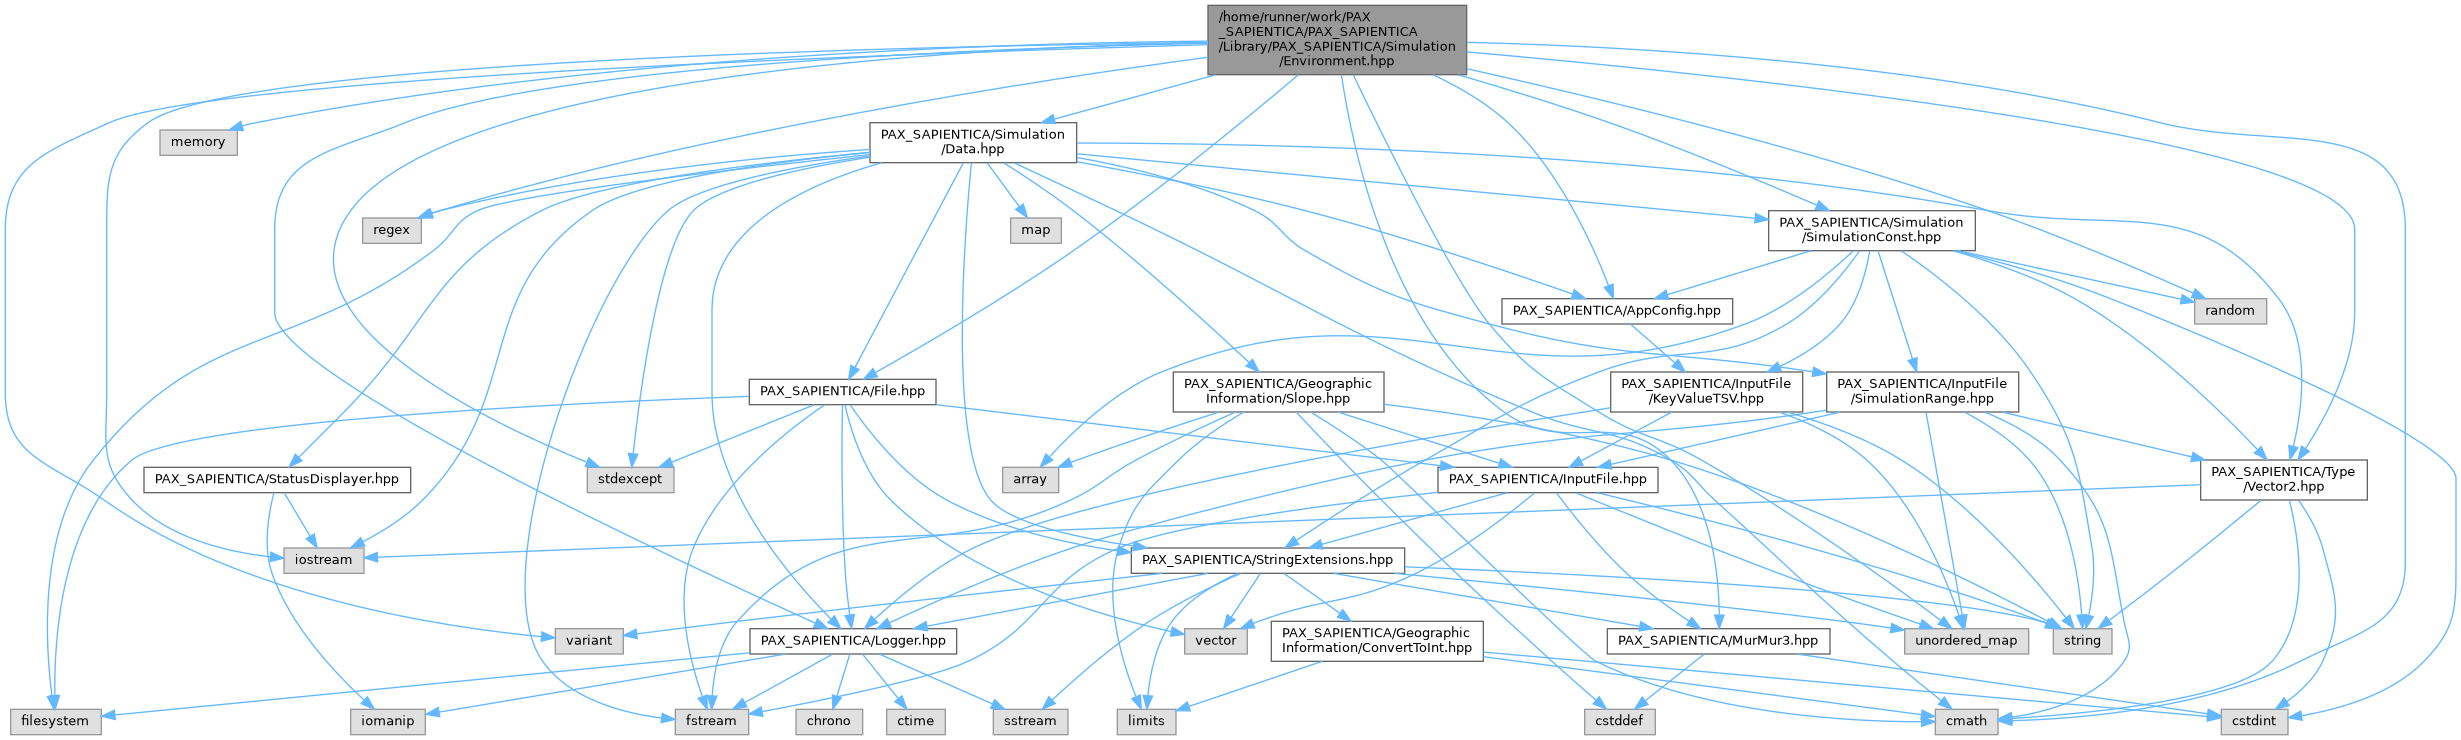 /home/runner/work/PAX
_SAPIENTICA/PAX_SAPIENTICA
/Library/PAX_SAPIENTICA/Simulation
/Environment.hpp
memory
PAX_SAPIENTICA/Simulation
/Data.hpp
regex
map
PAX_SAPIENTICA/Simulation
/SimulationConst.hpp
PAX_SAPIENTICA/AppConfig.hpp
random
PAX_SAPIENTICA/File.hpp
PAX_SAPIENTICA/Geographic
Information/Slope.hpp
PAX_SAPIENTICA/InputFile
/KeyValueTSV.hpp
PAX_SAPIENTICA/InputFile
/SimulationRange.hpp
PAX_SAPIENTICA/StatusDisplayer.hpp
stdexcept
array
PAX_SAPIENTICA/InputFile.hpp
PAX_SAPIENTICA/Type
/Vector2.hpp
iostream
PAX_SAPIENTICA/StringExtensions.hpp
variant
PAX_SAPIENTICA/Logger.hpp
vector
PAX_SAPIENTICA/Geographic
Information/ConvertToInt.hpp
PAX_SAPIENTICA/MurMur3.hpp
unordered_map
string
filesystem
iomanip
fstream
chrono
ctime
sstream
limits
cstddef
cmath
cstdint